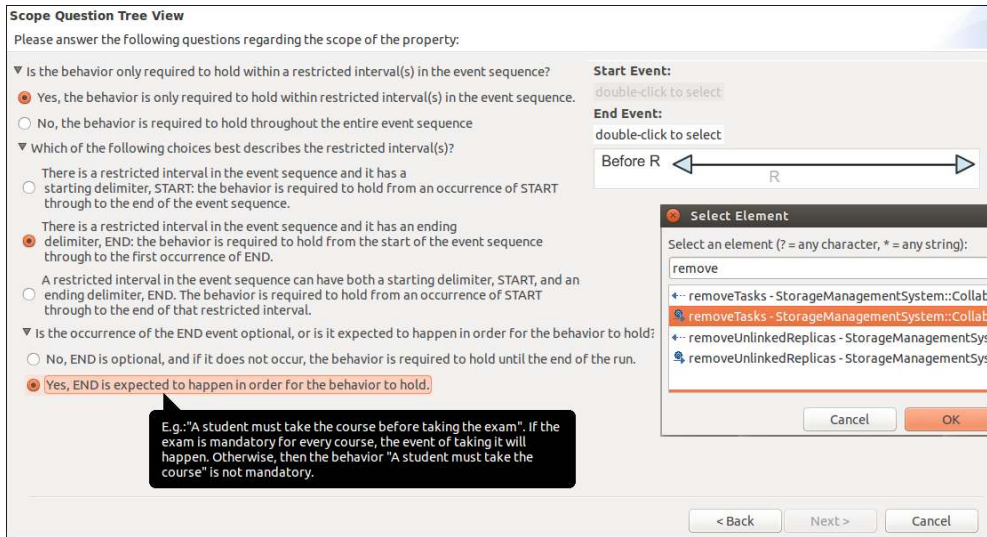 Scope Question Tree View
Please answer the following questions regarding the scope of the property:
Is the behavior only required to hold within a restricted interval(s) in the event sequence?
Yes, the behavior is only required to hold within restricted interval(s) in the event sequence.
No, the behavior is required to hold throughout the entire event sequence
Which of the following choices best describes the restricted interval(s)?
There is a restricted interval in the event sequence and it has a
starting delimiter, START: the behavior is required to hold from an occurrence of START
through to the end of the event sequence.
There is a restricted interval in the event sequence and it has an ending
delimiter, END: the behavior is required to hold from the start of the event sequence
through to the first occurrence of END.
A restricted interval in the event sequence can have both a starting delimiter, START, and an
ending delimiter, END. The behavior is required to hold from an occurrence of START
through to the end of that restricted interval.
Is the occurrence of the END event optional, or is it expected to happen in order for the behavior to hold?
No, END is optional, and if it does not occur, the behavior is required to hold until the end of the run.
Yes, END is expected to happen in order for the behavior to hold.
E.g.:"A student must take the course before taking the exam". If the
exam is mandatory for every course, the event of taking it will
happen. Otherwise, then the behavior "A student must take the
course" is not mandatory.
Start Event:
double-click to select
End Event:
double-click to select
Before R
R
Select Element
Select an element (? = any character, * = any string):
remove
removeTasks - StorageManagementSystem::Collab
removeTasks - StorageManagementSystem::Collab
removeUnlinkedReplicas - StorageManagementSys
removeUnlinkedReplicas - StorageManagementSys
Cancel
OK
< Back
Next >
Cancel